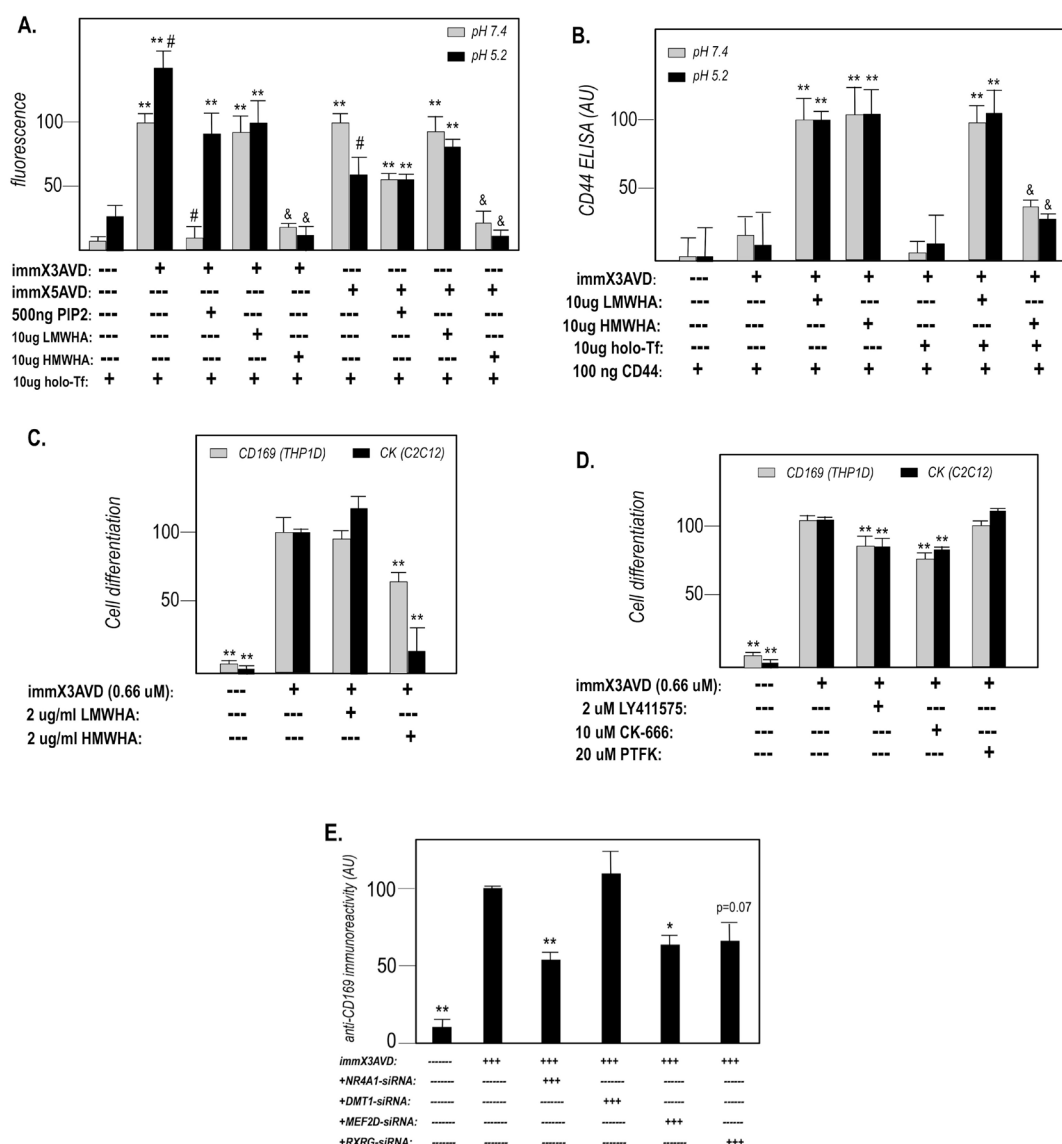 A.
pH 7.4
pH 5.2
fluorescence
100
50
** ** # # ** ** ** & & ** # ** ** ** ** & &
immX3AVD: --- + + + + --- --- --- ---
immX5AVD: --- --- --- --- --- + + + +
500ng PIP2 --- --- + --- --- --- + --- ---
10ug LMWHA: --- --- --- + --- --- --- + ---
10ug HMWHA: --- --- --- --- + --- --- --- +
10ug holo-Tf: + + + + + + + + +
B.
pH 7.4
pH 5.2
CD44 ELISA (AU)
100
50
** ** ** ** ** ** & &
immX3AVD: --- + + + + + +
10ug LMWHA: --- --- + --- --- + ---
10ug HMWHA: --- --- --- + --- --- +
10ug holo-Tf: --- --- --- --- + + +
100 ng CD44: + + + + + + +
C.
CD169 (THP1D) CK (C2C12)
Cell differentiation
100
50
** ** ** **
immX3AVD (0.66 uM): --- + + +
2 ug/ml LMWHA: --- --- + ---
2 ug/ml HMWHA: --- --- --- +
D.
CD169 (THP1D) CK (C2C12)
Cell differentiation
100
50
** ** ** ** ** **
immX3AVD (0.66 uM): --- + + + +
2 uM LY411575: --- --- + --- ---
10 uM CK-666: --- --- --- + ---
20 uM PTFK: --- --- --- --- +
E.
anti-CD169 immunoreactivity (AU)
100
50
0
** ** * p=0.07
immX3AVD: ------- +++ +++ +++ +++ +++
+NR4A1-siRNA: ------- ------- +++ ------- ------ ------
+DMT1-siRNA: ------- ------- ------- +++ ------ ------
+MEF2D-siRNA: ------- ------- ------- ------- +++ ------
+RXRG-siRNA: ------- ------- ------- ------- ------- +++